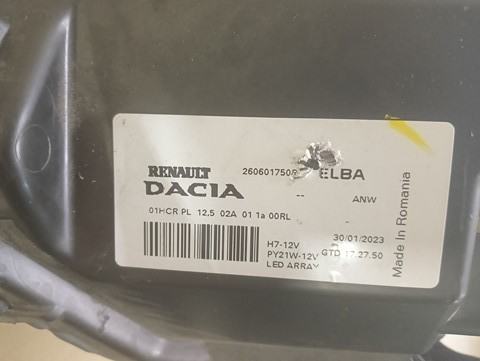 RENAULT
DACIA
ELBA
-- ANW
01HCR PL 12.5 02A 01 1a 00RL
-
H7-12V 30/01/2023
PY21W-12V GTD 17.27.50
LED ARRAY
Made In Romania